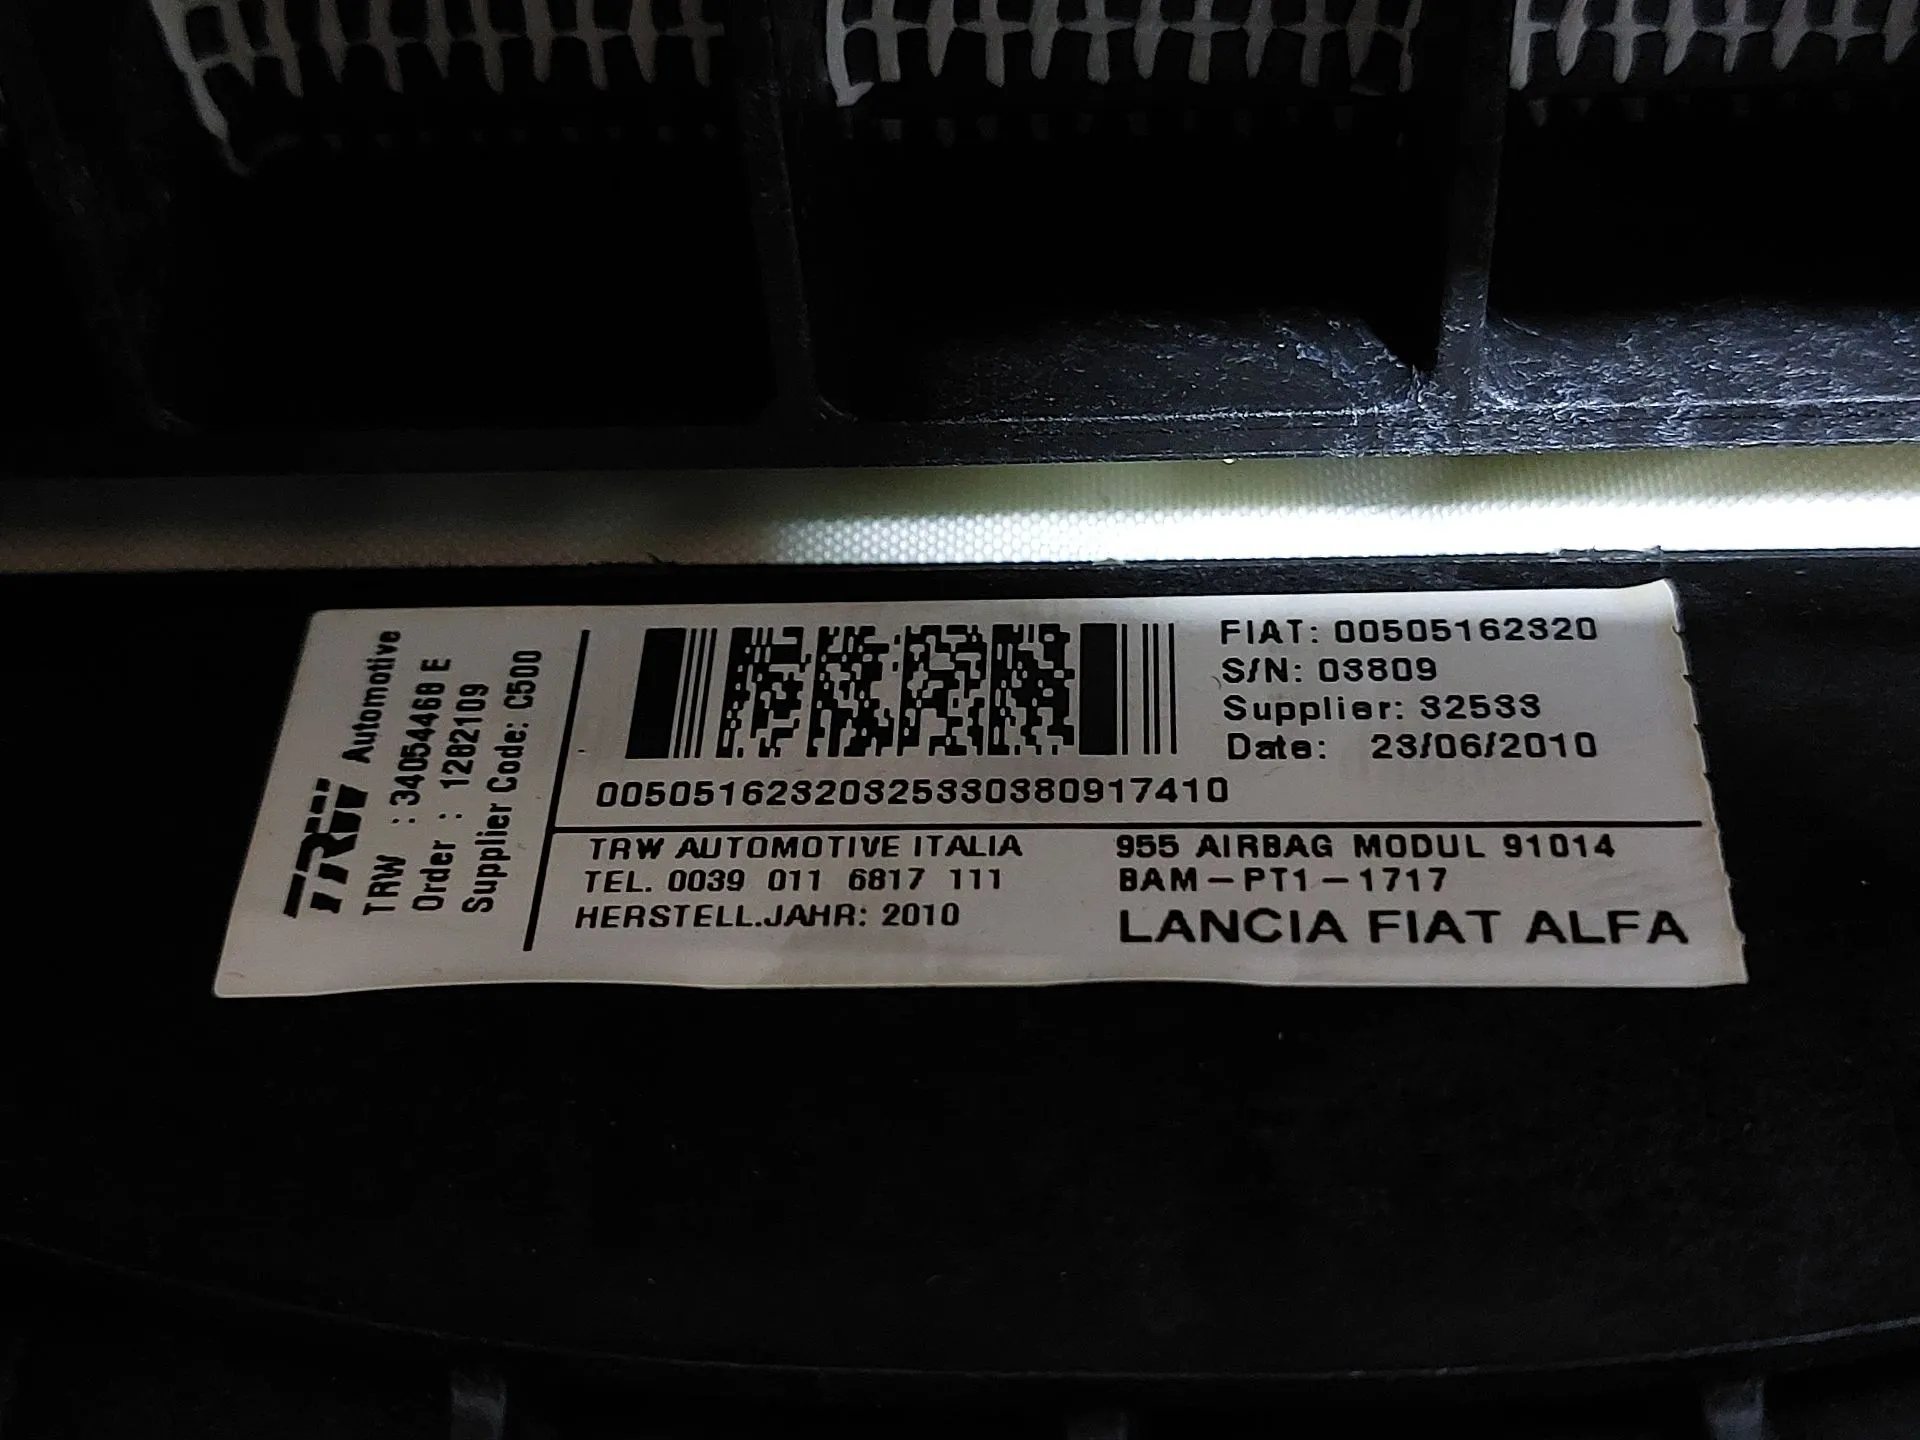 TRW Automotive
TRW : 34054468 E
Order : 1282109
Supplier Code: C500
FIAT: 00505162320
S/N: 03809
Supplier: 32533
Date: 23/06/2010
00505162320325330380917410
TRW AUTOMOTIVE ITALIA
TEL. 0039 011 6817 111
HERSTELL.JAHR: 2010
955 AIRBAG MODUL 91014
BAM-PT1-1717
LANCIA FIAT ALFA